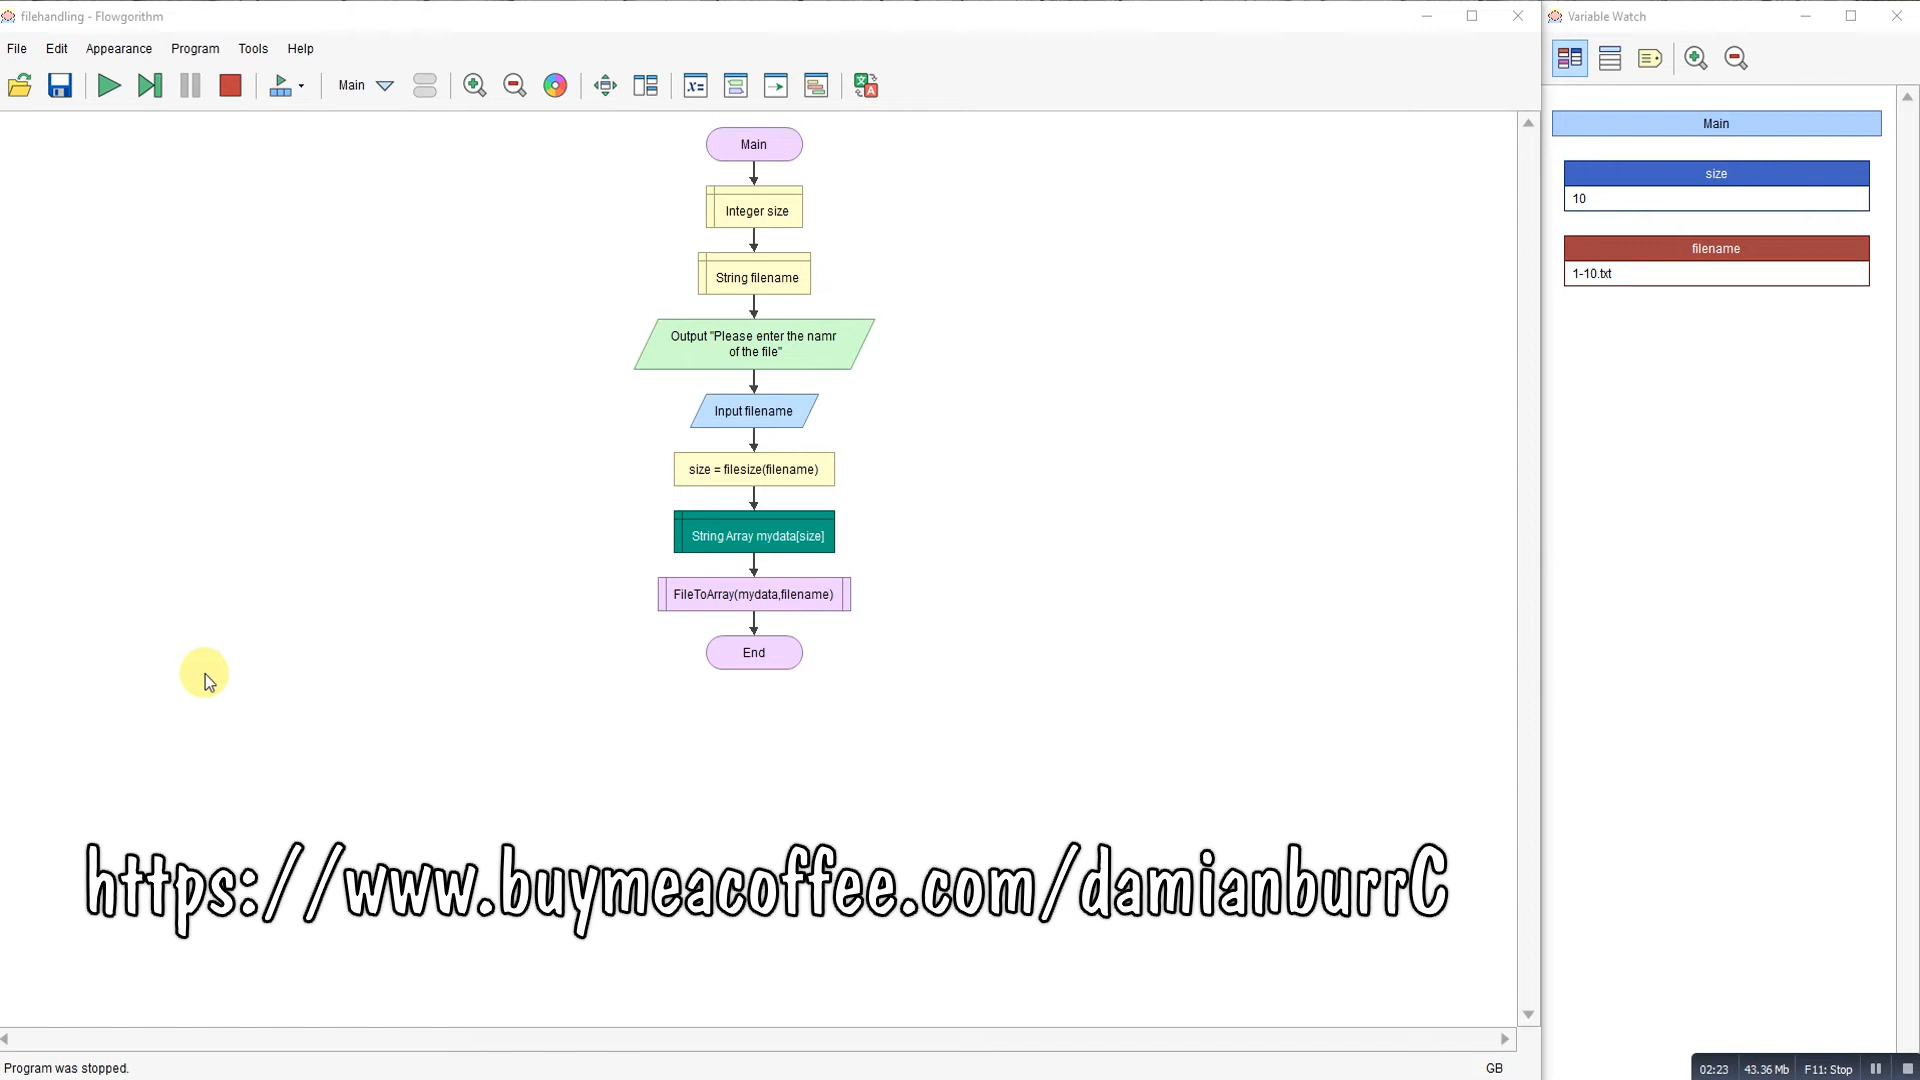 filehandling - Flowgorithm
File Edit Appearance Program Tools Help
Main
Main
Integer size
String filename
Output "Please enter the namr
of the file"
Input filename
size = filesize(filename)
String Array mydata[size]
FileToArray(mydata,filename)
End
https://www.buymeacoffee.com/damianburrC
Program was stopped.
GB
Variable Watch
Main
size
10
filename
1-10.txt
02:23 43.36 Mb F11: Stop